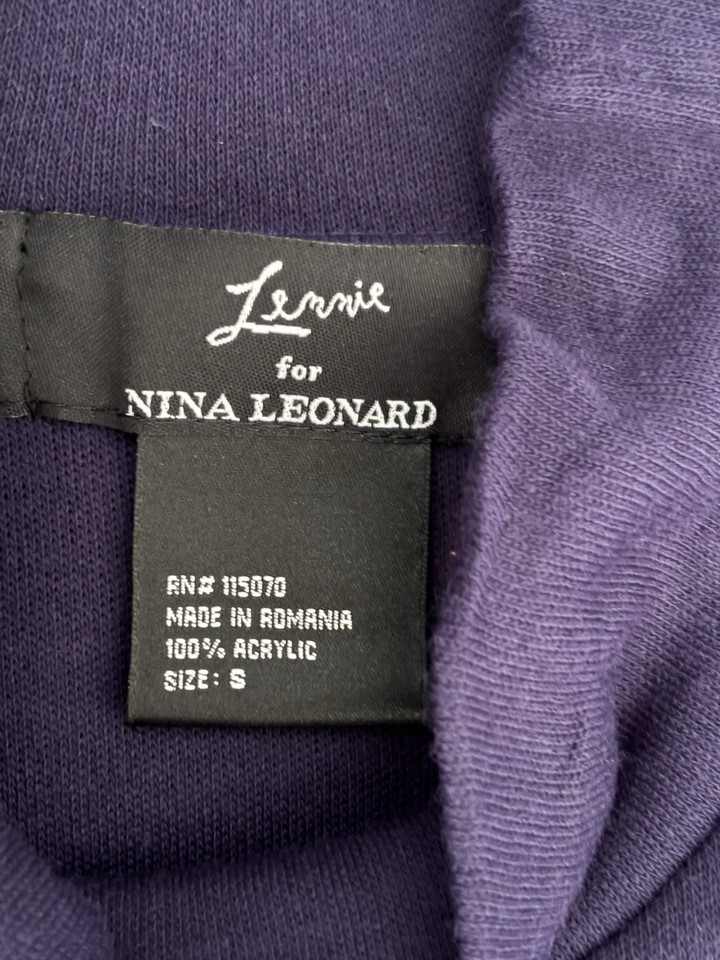 Lennie
for
NINA LEONARD
RN# 115070
MADE IN ROMANIA
100% ACRYLIC
SIZE: S